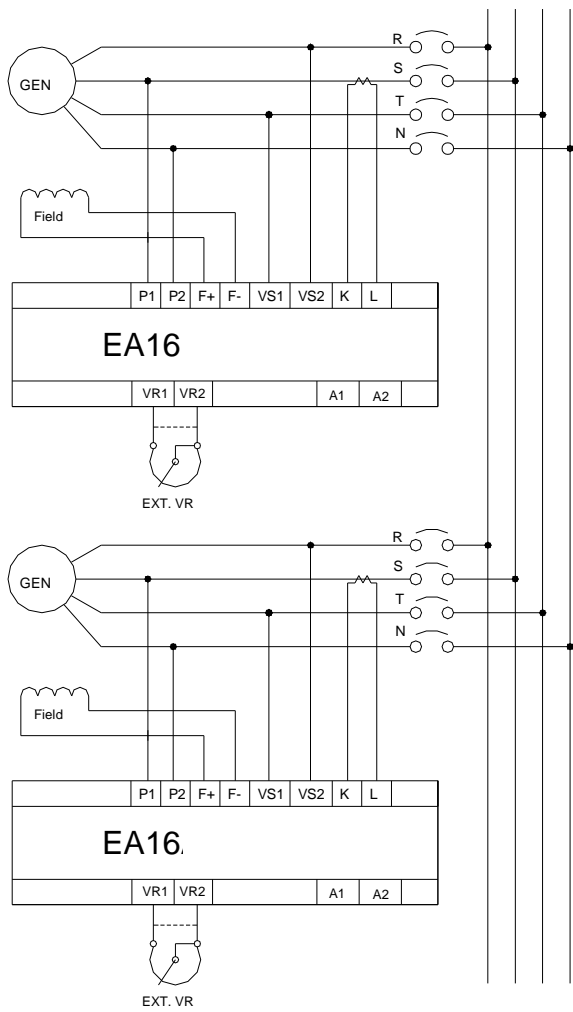 R
S
GEN
T
N
Field
P1 P2 F+ F- VS1 VS2 K L
EA16
VR1 VR2 A1 A2
EXT. VR
R
S
GEN
T
N
Field
P1 P2 F+ F- VS1 VS2 K L
EA16
VR1 VR2 A1 A2
EXT. VR